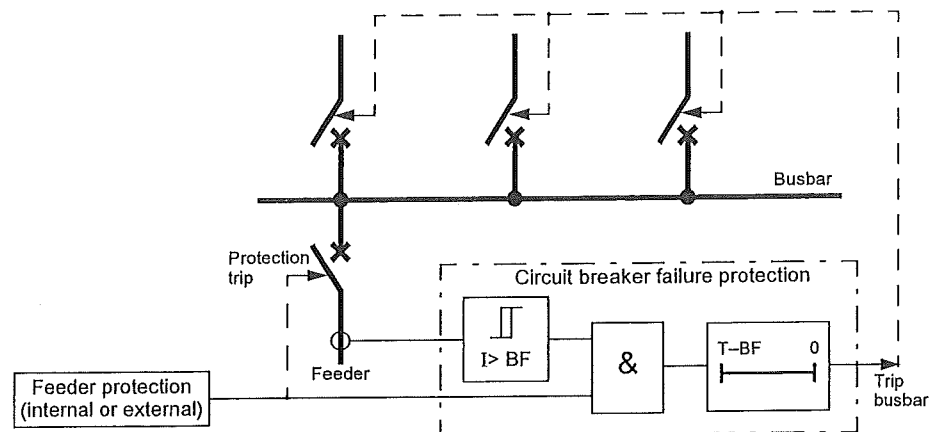 Busbar
Protection
trip
Circuit breaker failure protection
I> BF
&
T–BF 0
Feeder
Trip
busbar
Feeder protection
(internal or external)